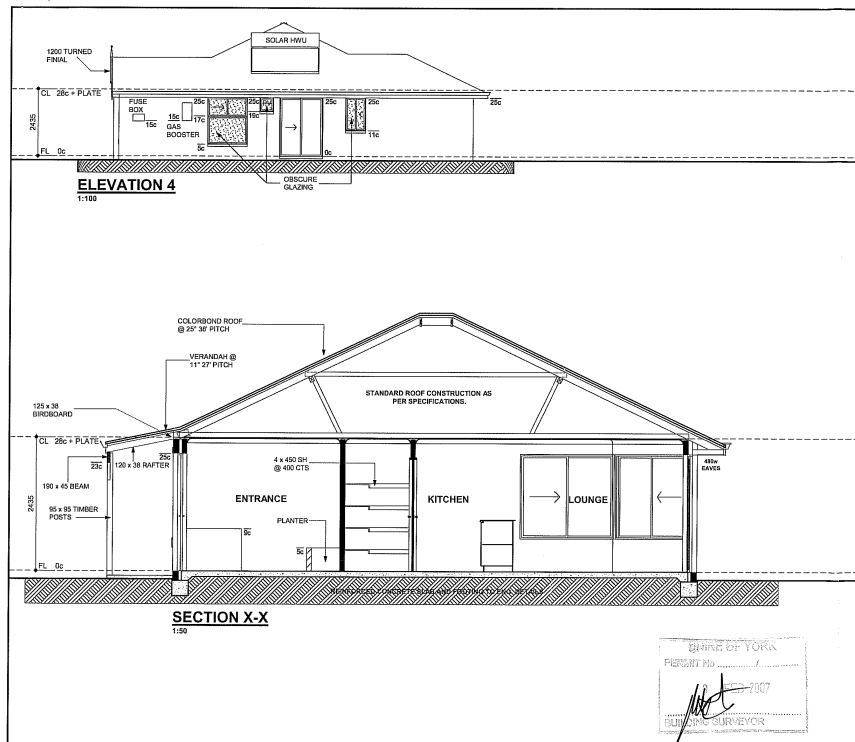 1200 TURNED
FINIAL
SOLAR HWU
CL 28c + PLATE
FUSE
BOX
15c
15c
17c
GAS
BOOSTER
25c
25c
25c
25c
25c
5c
11c
0c
2435
FL 0c
OBSCURE
GLAZING
ELEVATION 4
1:100
COLORBOND ROOF
@ 25° 38' PITCH
VERANDAH @
11° 27' PITCH
STANDARD ROOF CONSTRUCTION AS
PER SPECIFICATIONS.
125 x 38
BIRDBOARD
CL 28c + PLATE
25c
23c
120 x 38 RAFTER
4 x 450 SH
@ 400 CTS
480w
EAVES
190 x 45 BEAM
ENTRANCE
KITCHEN
LOUNGE
95 x 95 TIMBER
POSTS
2435
PLANTER
9c
5c
FL 0c
REINFORCED CONCRETE SLAB AND FOOTING TO ENG. DETAILS
SECTION X-X
1:50
SHIRE OF YORK
PERMIT No ............/............
FEB 2007
BUILDING SURVEYOR